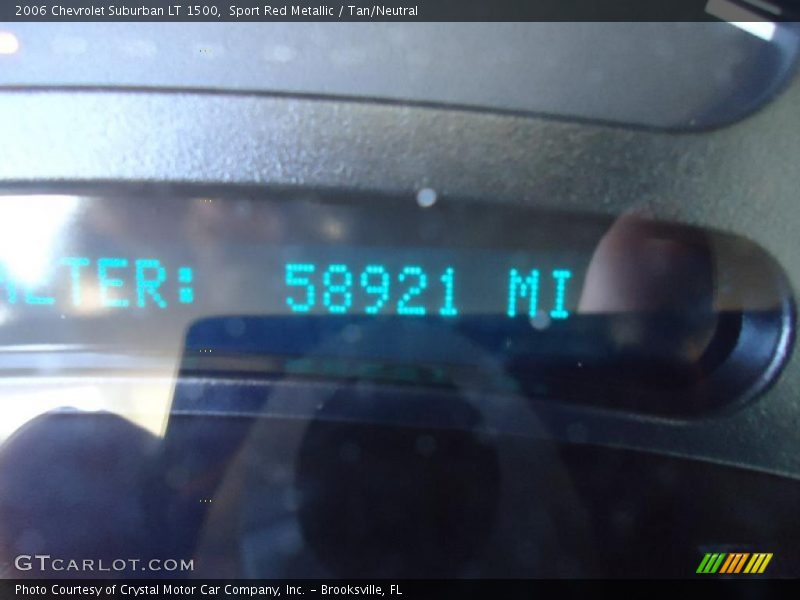 2006 Chevrolet Suburban LT 1500, Sport Red Metallic / Tan/Neutral
METER: 58921 MI
GTCARLOT.COM
Photo Courtesy of Crystal Motor Car Company, Inc. – Brooksville, FL